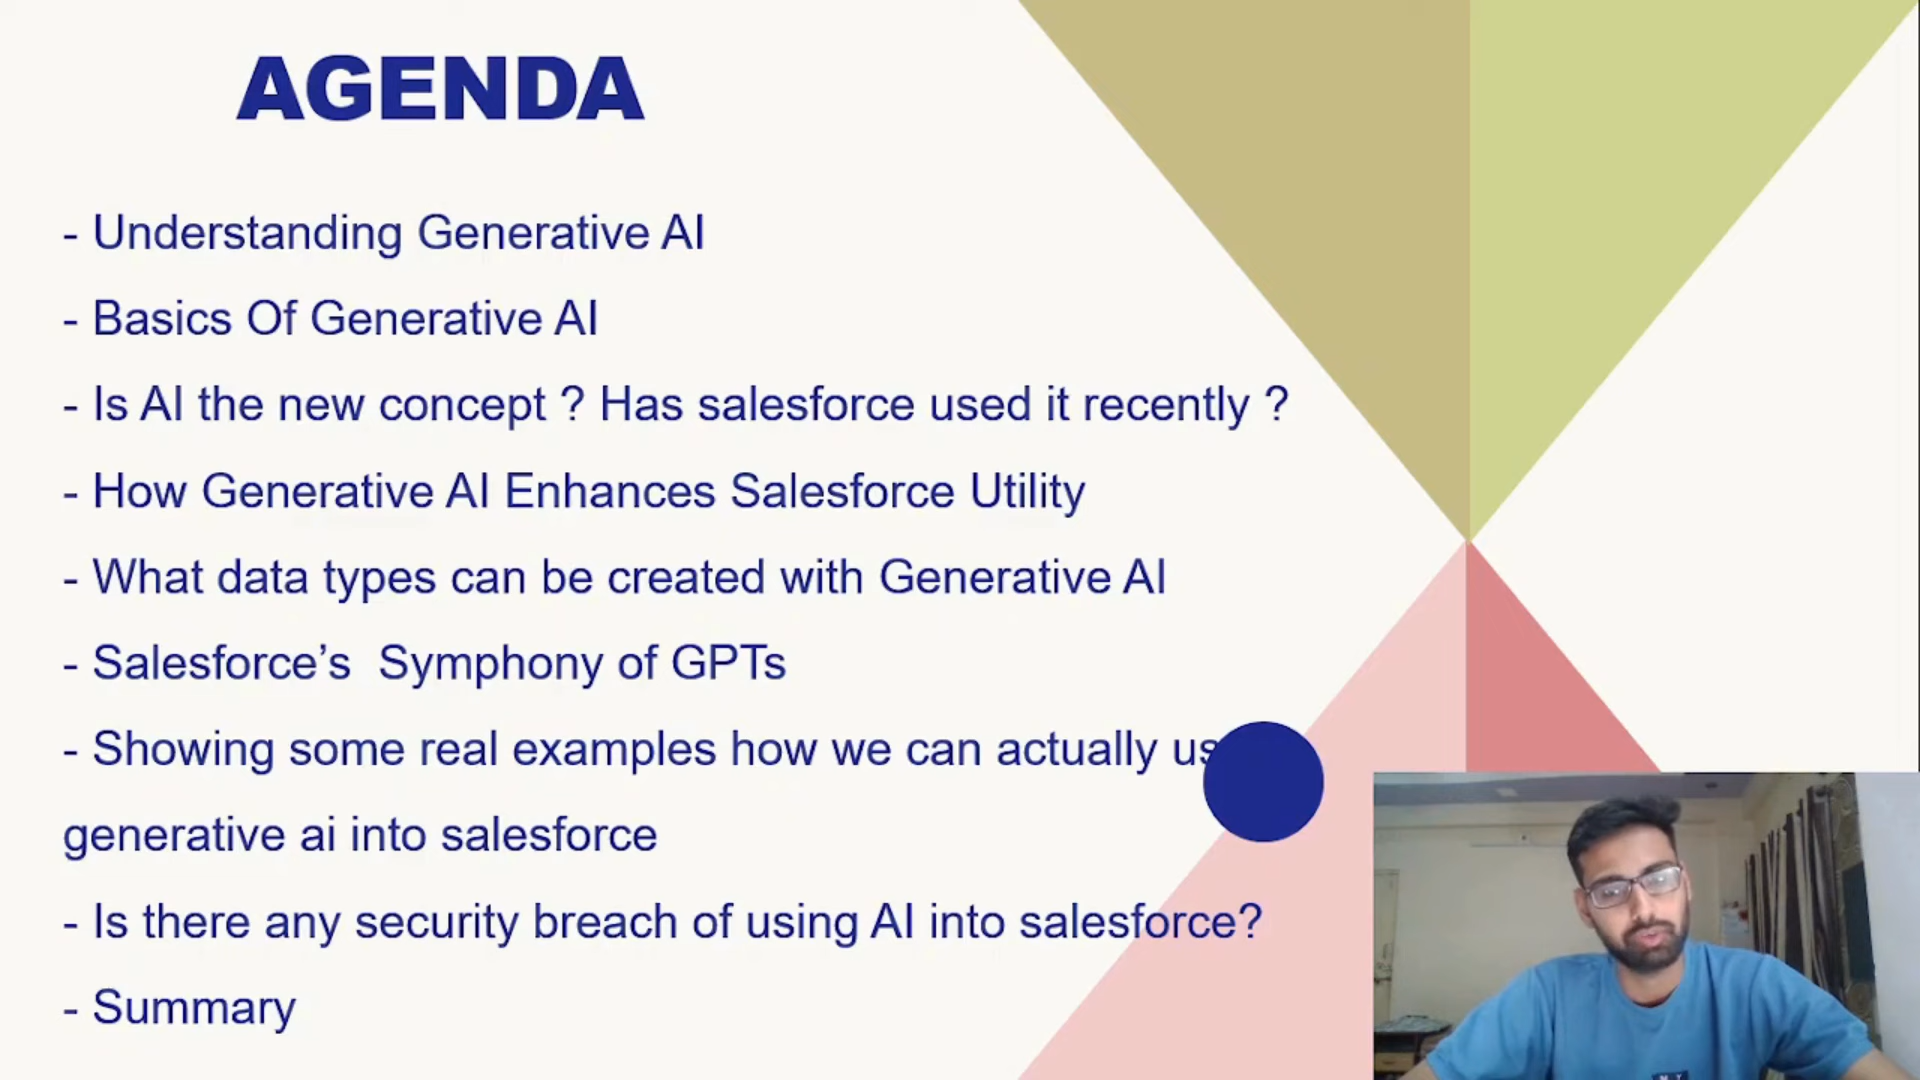 AGENDA
- Understanding Generative AI
- Basics Of Generative AI
- Is AI the new concept ? Has salesforce used it recently ?
- How Generative AI Enhances Salesforce Utility
- What data types can be created with Generative AI
- Salesforce’s  Symphony of GPTs
- Showing some real examples how we can actually us
generative ai into salesforce
- Is there any security breach of using AI into salesforce?
- Summary